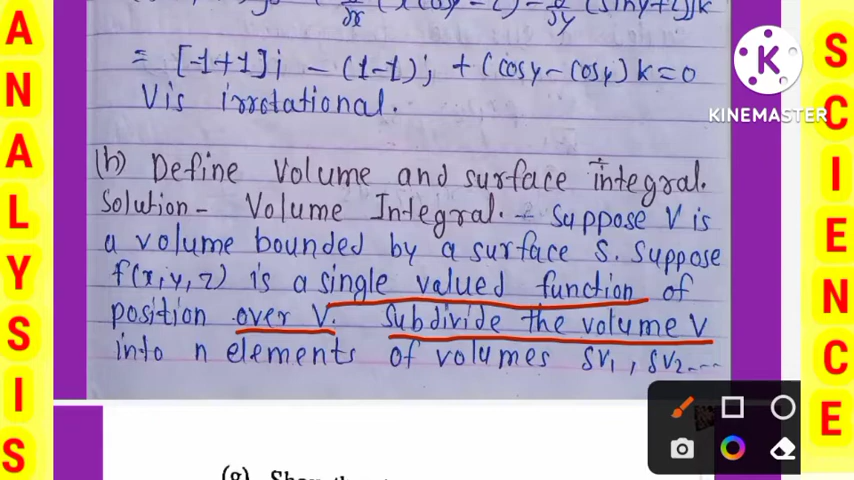 ANALYSIS
= [-1+1]i - (1-1)j + (cosy - cosy) k = 0
V is irrotational.
(h) Define Volume and surface integral.
Solution - Volume Integral. - Suppose V is
a volume bounded by a surface S. Suppose
f(x, y, z) is a single valued function of
position over V. Subdivide the volume V
into n elements of volumes δv1, δv2....
(g)
SCIENCE
K
KINEMASTER